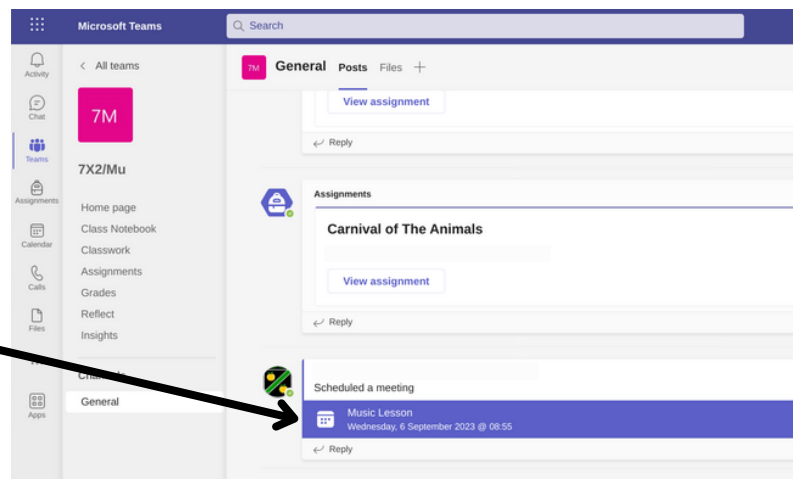 Microsoft Teams
Search
Activity
Chat
Teams
Assignments
Calendar
Calls
Files
Apps
All teams
7M
7X2/Mu
Home page
Class Notebook
Classwork
Assignments
Grades
Reflect
Insights
General
7M General Posts Files
View assignment
Reply
Assignments
Carnival of The Animals
View assignment
Reply
Scheduled a meeting
Music Lesson
Wednesday, 6 September 2023 @ 08:55
Reply